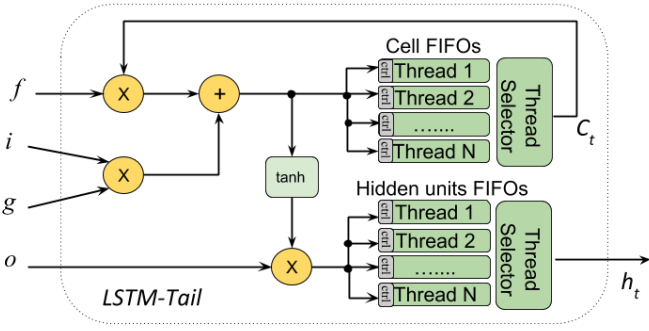 Cell FIFOs
f
X
+
ctrl Thread 1
ctrl Thread 2
ctrl …....
ctrl Thread N
Thread Selector
C_t
i
g
X
tanh
Hidden units FIFOs
ctrl Thread 1
ctrl Thread 2
ctrl …....
ctrl Thread N
Thread Selector
o
X
h_t
LSTM-Tail